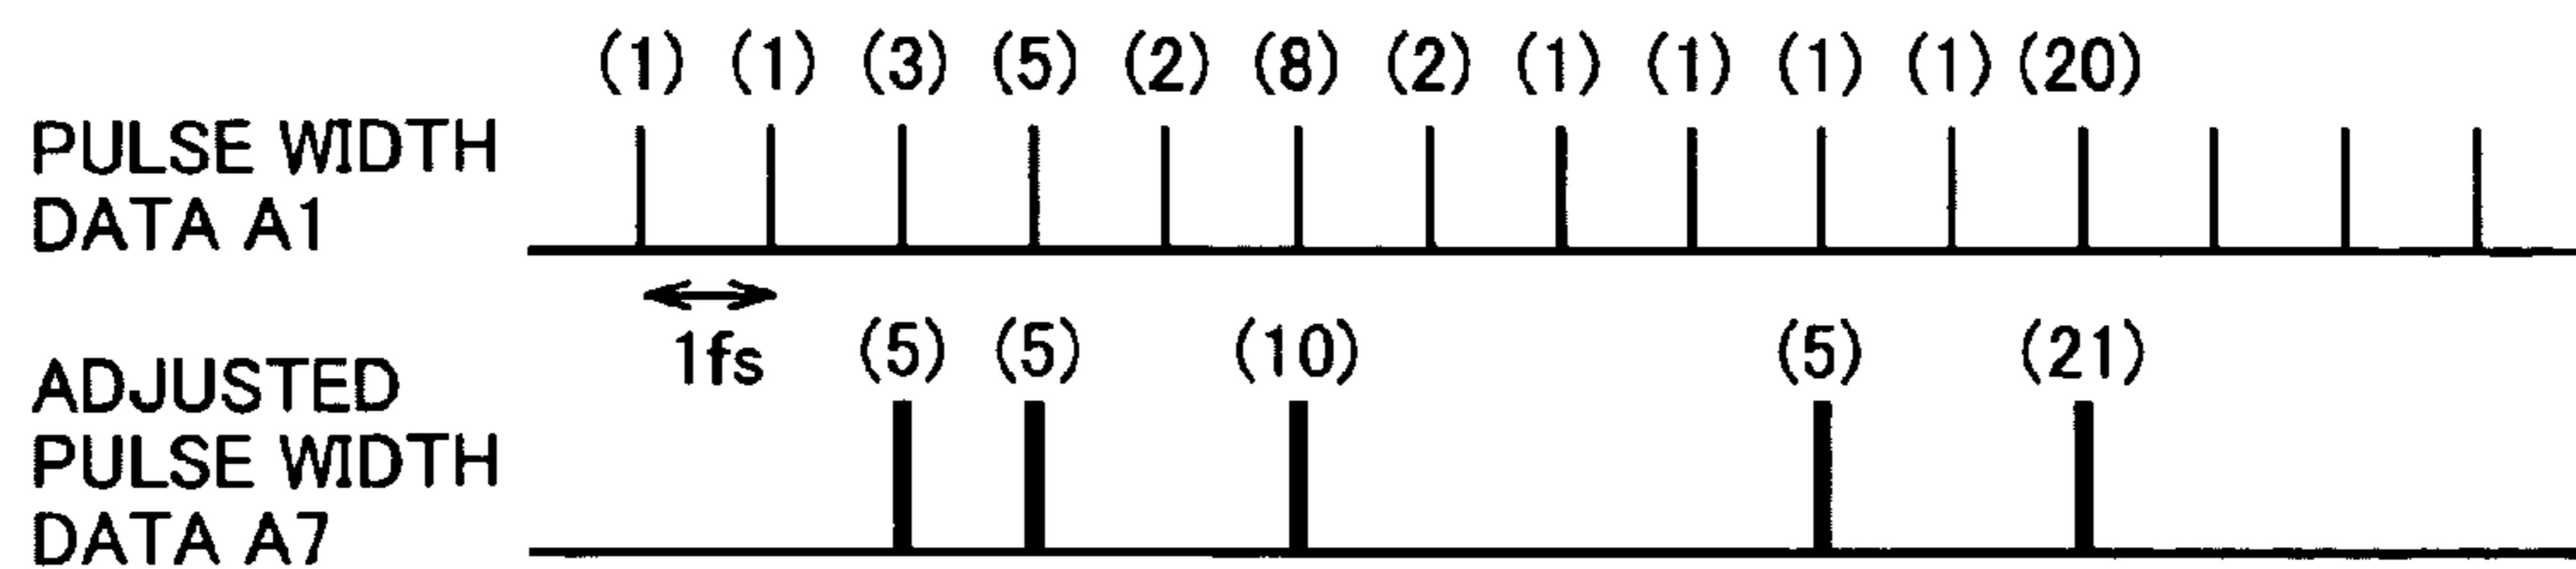 (1) (1) (3) (5) (2) (8) (2) (1) (1) (1) (1) (20)
PULSE WIDTH
DATA A1
1fs
(5) (5) (10) (5) (21)
ADJUSTED
PULSE WIDTH
DATA A7